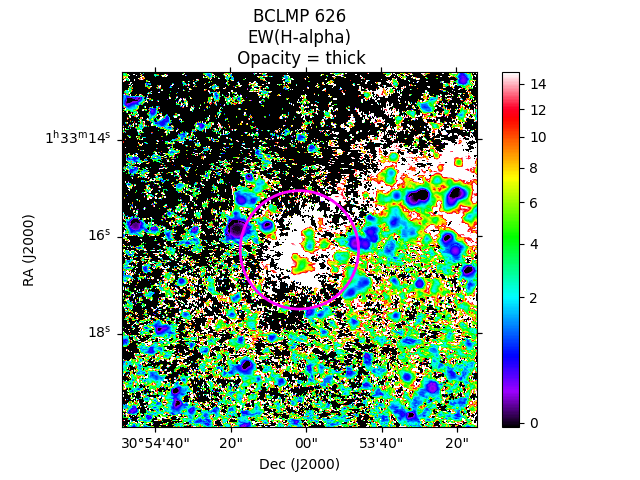 BCLMP 626
EW(H-alpha)
Opacity = thick
1ʰ33ᵐ14ˢ
16ˢ
18ˢ
RA (J2000)
30°54'40" 20" 00" 53'40" 20"
Dec (J2000)
14
12
10
8
6
4
2
0